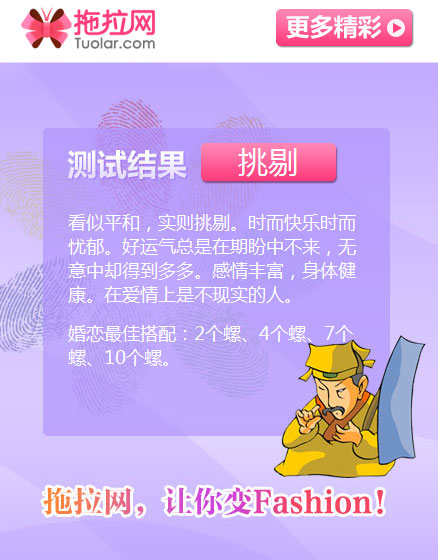 拖拉网
Tuolar.com
更多精彩
测试结果
挑剔
看似平和，实则挑剔。时而快乐时而
忧郁。好运气总是在期盼中不来，无
意中却得到多多。感情丰富，身体健
康。在爱情上是不现实的人。
婚恋最佳搭配：2个螺、4个螺、7个
螺、10个螺。
拖拉网，让你变Fashion！